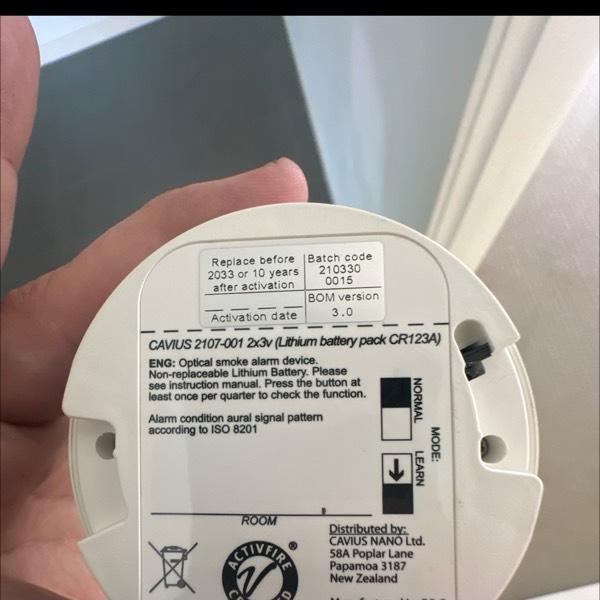 Replace before
2033 or 10 years
after activation
Activation date
Batch code
210330
0015
BOM version
3.0
CAVIUS 2107-001 2x3v (Lithium battery pack CR123A)
ENG: Optical smoke alarm device.
Non-replaceable Lithium Battery. Please
see instruction manual. Press the button at
least once per quarter to check the function.
Alarm condition aural signal pattern
according to ISO 8201
NORMAL
MODE:
LEARN
ROOM
ACTIVFIRE
®
Distributed by:
CAVIUS NANO Ltd.
58A Poplar Lane
Papamoa 3187
New Zealand